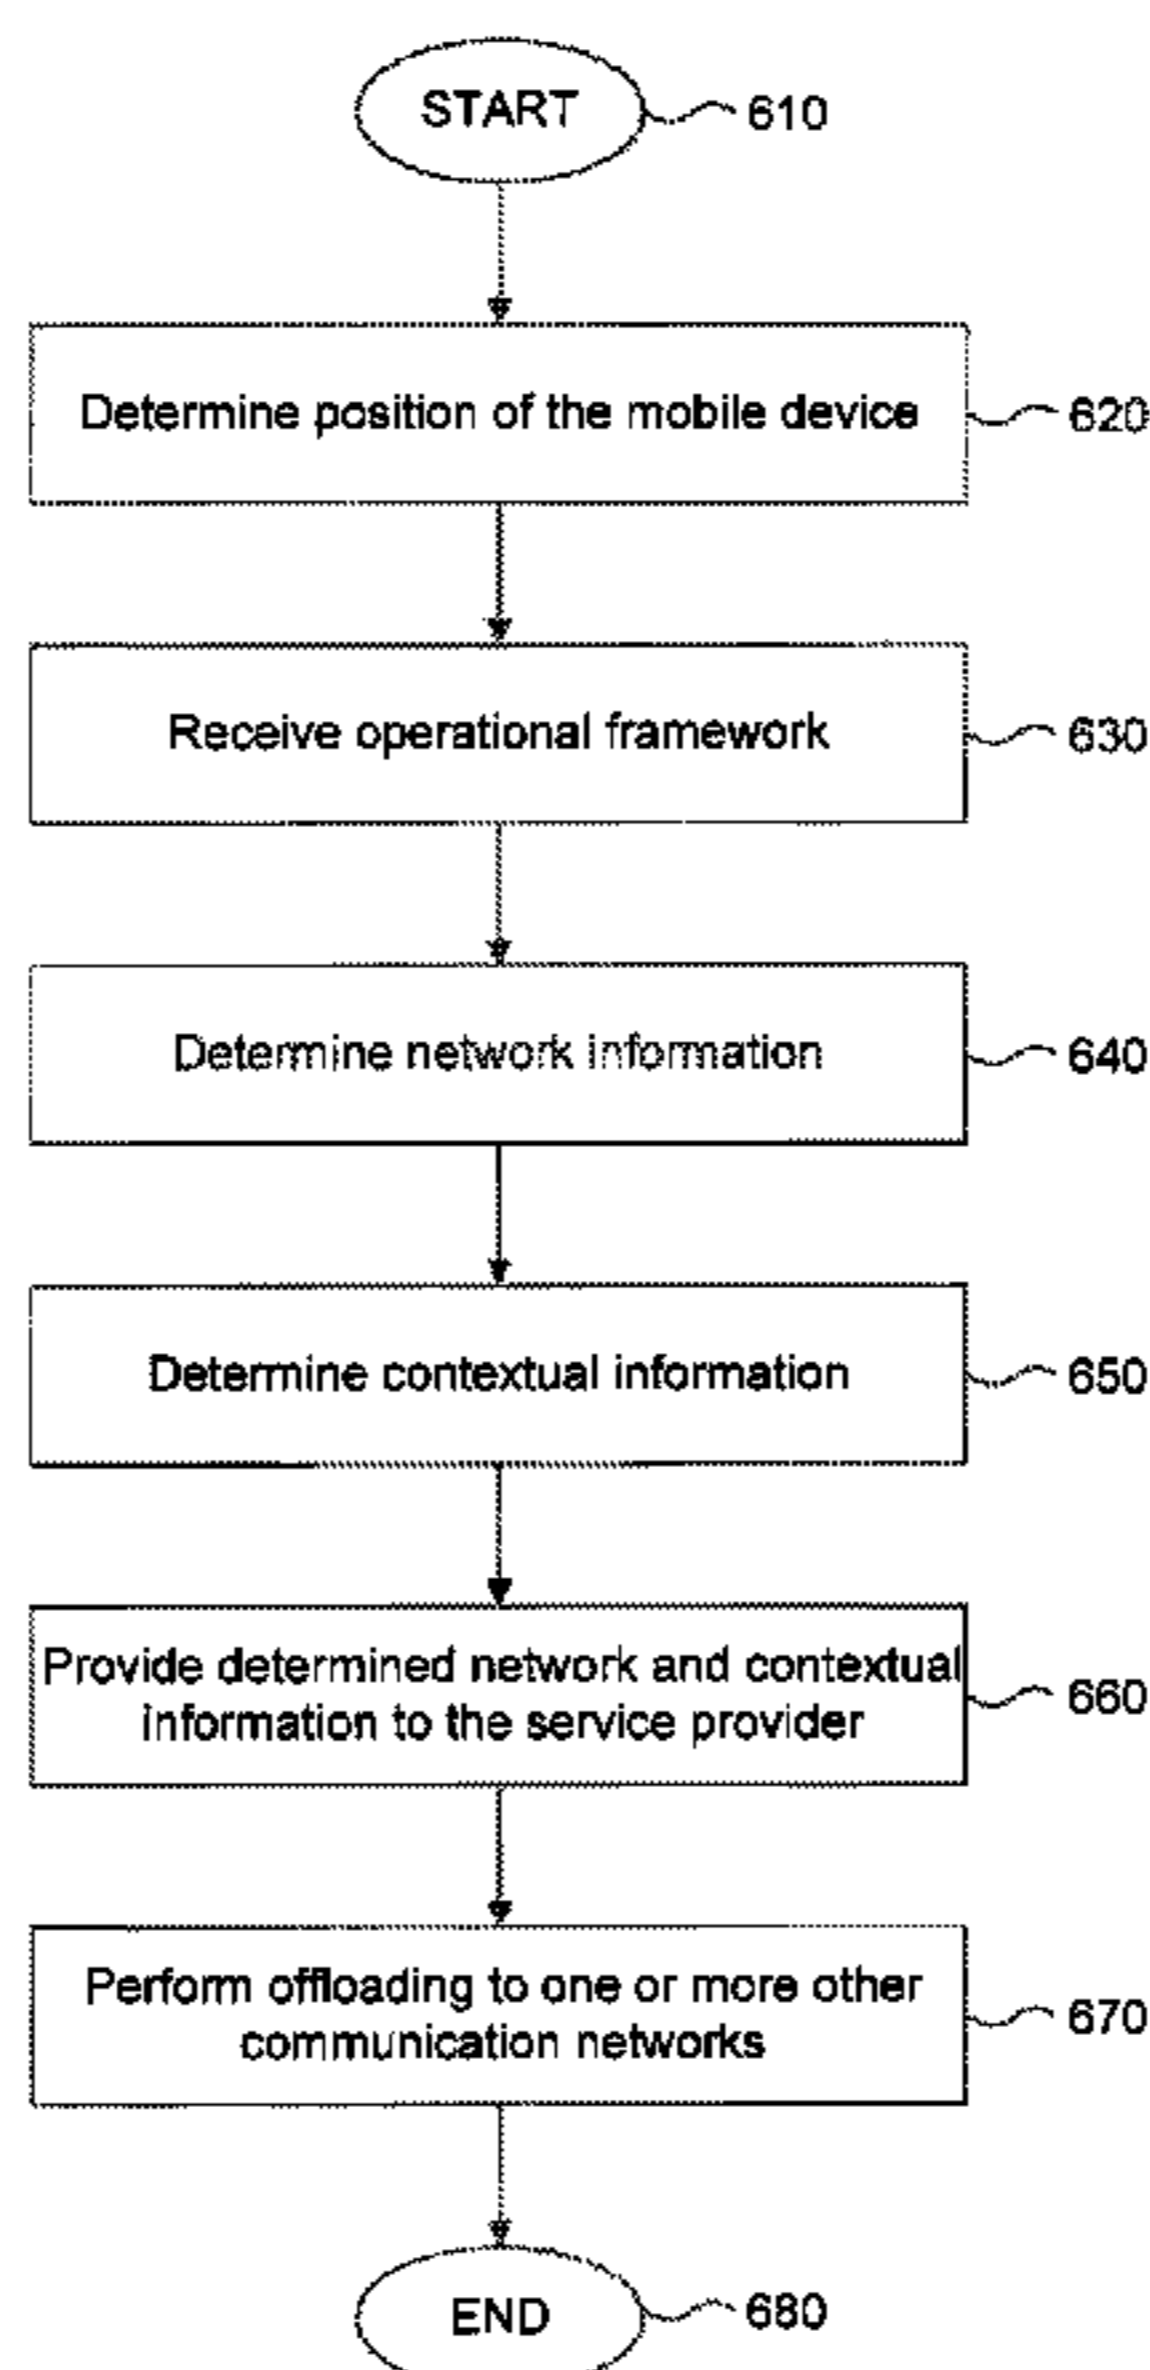 START
610
Determine position of the mobile device
620
Receive operational framework
630
Determine network information
640
Determine contextual information
650
Provide determined network and contextual
information to the service provider
660
Perform offloading to one or more other
communication networks
670
END
680